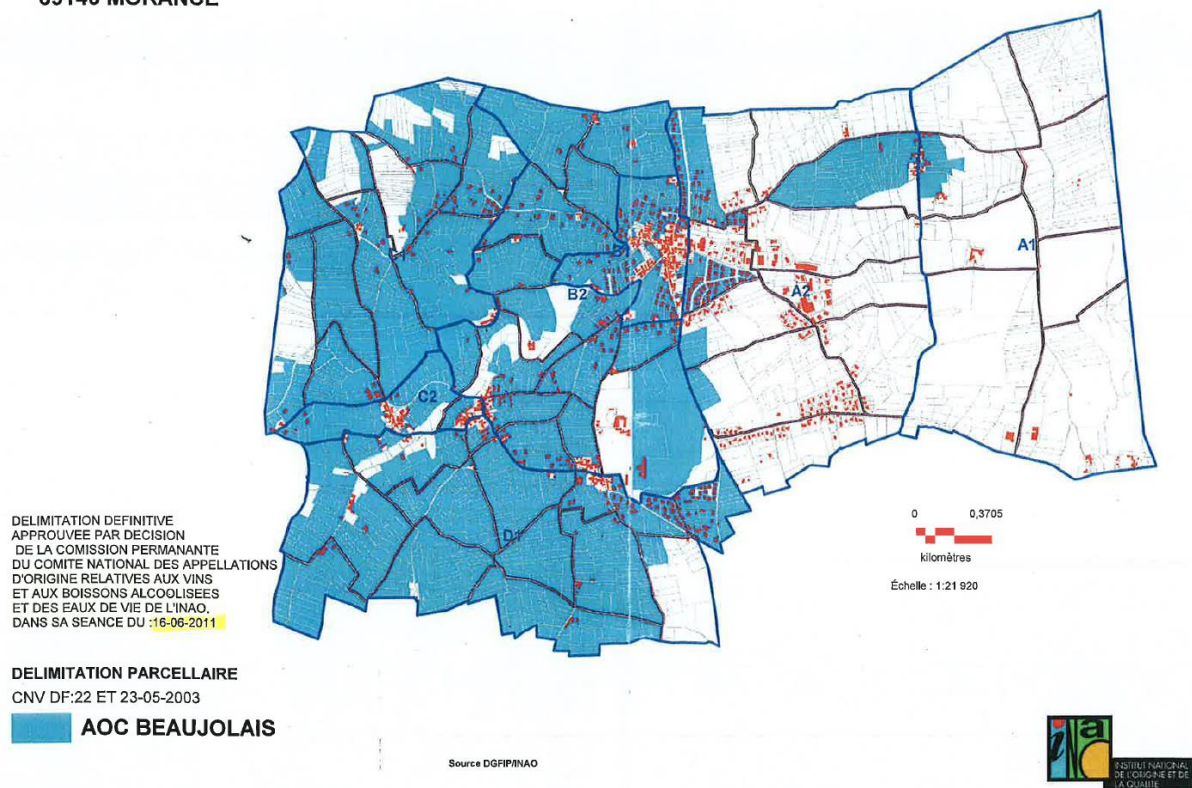 A1
A2
B2
C2
D1
0 0,3705
kilomètres
Échelle : 1:21 920
DELIMITATION DEFINITIVE
APPROUVEE PAR DECISION
DE LA COMISSION PERMANANTE
DU COMITE NATIONAL DES APPELLATIONS
D'ORIGINE RELATIVES AUX VINS
ET AUX BOISSONS ALCOOLISEES
ET DES EAUX DE VIE DE L'INAO.
DANS SA SEANCE DU :16-06-2011
DELIMITATION PARCELLAIRE
CNV DF:22 ET 23-05-2003
AOC BEAUJOLAIS
Source DGFIP/INAO
iNao
INSTITUT NATIONAL
DE L'ORIGINE ET DE
LA QUALITÉ